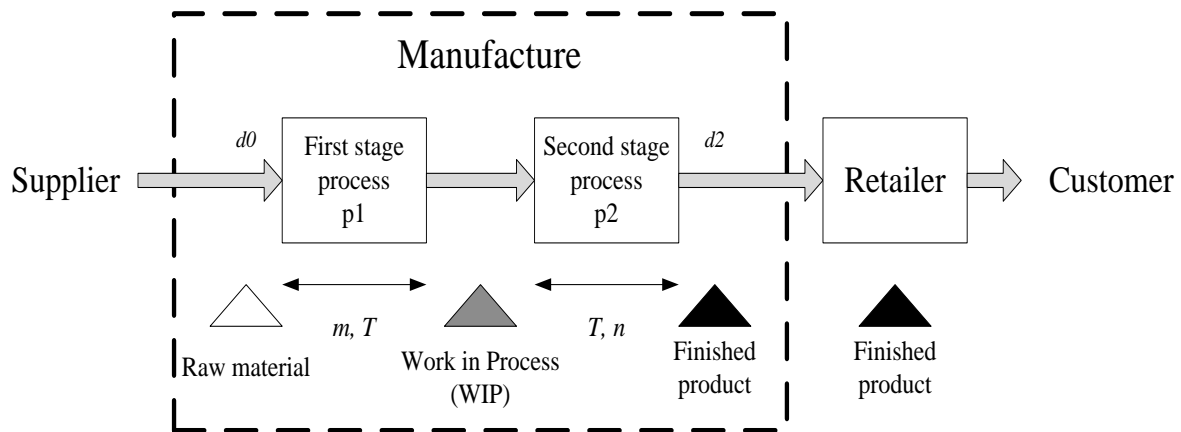 Manufacture
Supplier
d0
First stage
process
p1
Second stage
process
p2
d2
Retailer
Customer
m, T
T, n
Raw material
Work in Process
(WIP)
Finished
product
Finished
product